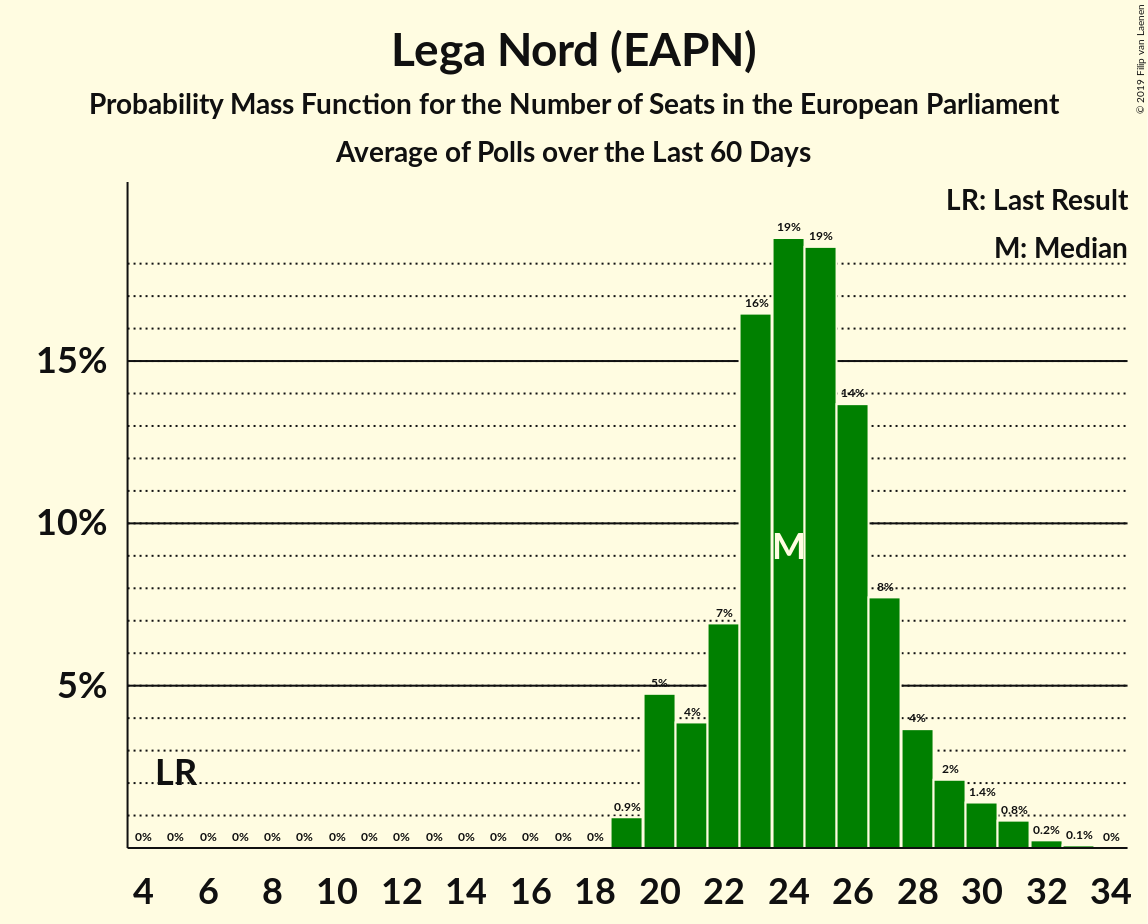 Lega Nord (EAPN)
Probability Mass Function for the Number of Seats in the European Parliament
Average of Polls over the Last 60 Days
© 2019 Filip van Laenen
LR: Last Result
M: Median
15%
10%
5%
LR
M
0% 0% 0% 0% 0% 0% 0% 0% 0% 0% 0% 0% 0% 0% 0% 0.9% 5% 4% 7% 16% 19% 19% 14% 8% 4% 2% 1.4% 0.8% 0.2% 0.1% 0%
4 6 8 10 12 14 16 18 20 22 24 26 28 30 32 34